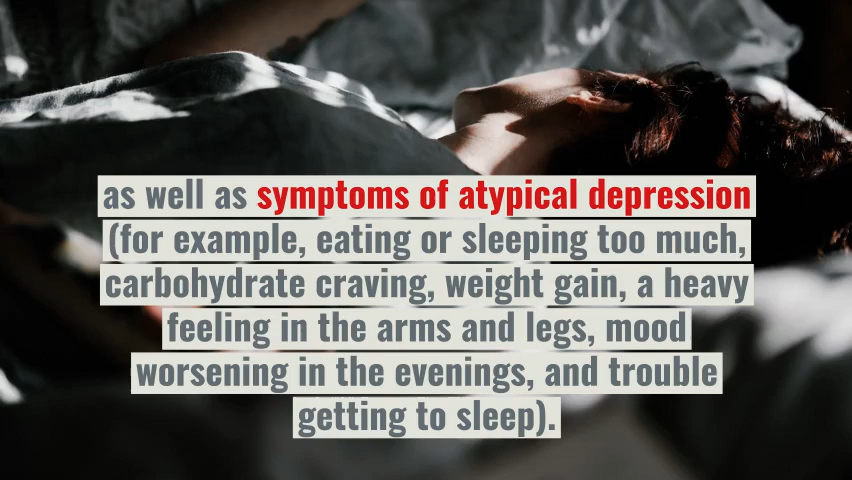 as well as symptoms of atypical depression
(for example, eating or sleeping too much,
carbohydrate craving, weight gain, a heavy
feeling in the arms and legs, mood
worsening in the evenings, and trouble
getting to sleep).